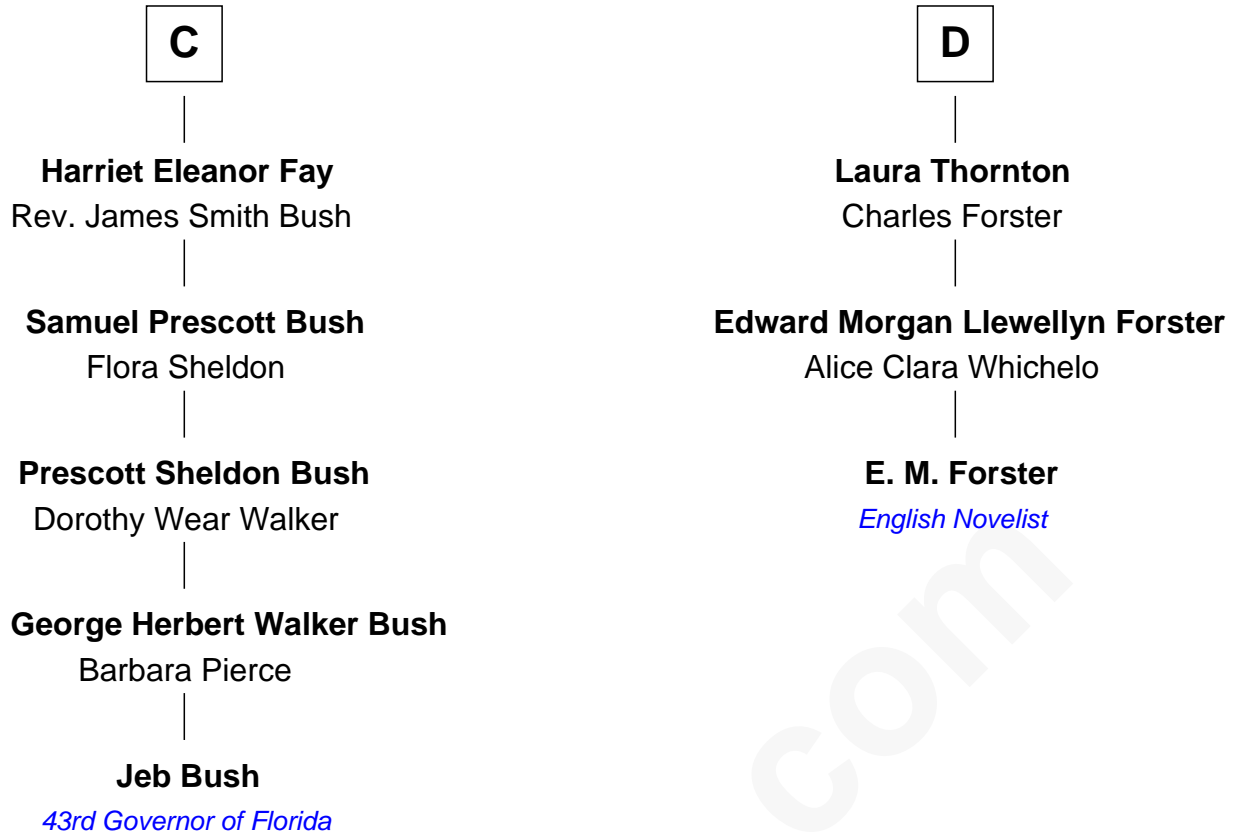 C
Harriet Eleanor Fay
Rev. James Smith Bush
Samuel Prescott Bush
Flora Sheldon
Prescott Sheldon Bush
Dorothy Wear Walker
George Herbert Walker Bush
Barbara Pierce
Jeb Bush
43rd Governor of Florida
D
Laura Thornton
Charles Forster
Edward Morgan Llewellyn Forster
Alice Clara Whichelo
E. M. Forster
English Novelist
com